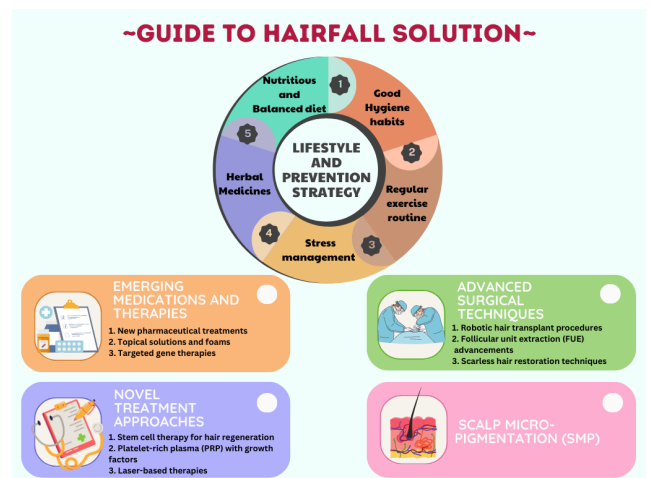 ~GUIDE TO HAIRFALL SOLUTION~
Nutritious
and
Balanced diet
1
Good
Hygiene
habits
2
Regular
exercise
routine
3
Stress
management
4
Herbal
Medicines
5
LIFESTYLE
AND
PREVENTION
STRATEGY
EMERGING
MEDICATIONS AND
THERAPIES
1. New pharmaceutical treatments
2. Topical solutions and foams
3. Targeted gene therapies
ADVANCED
SURGICAL
TECHNIQUES
1. Robotic hair transplant procedures
2. Follicular unit extraction (FUE)
advancements
3. Scarless hair restoration techniques
NOVEL
TREATMENT
APPROACHES
1. Stem cell therapy for hair regeneration
2. Platelet-rich plasma (PRP) with growth
factors
3. Laser-based therapies
SCALP MICRO-
PIGMENTATION (SMP)